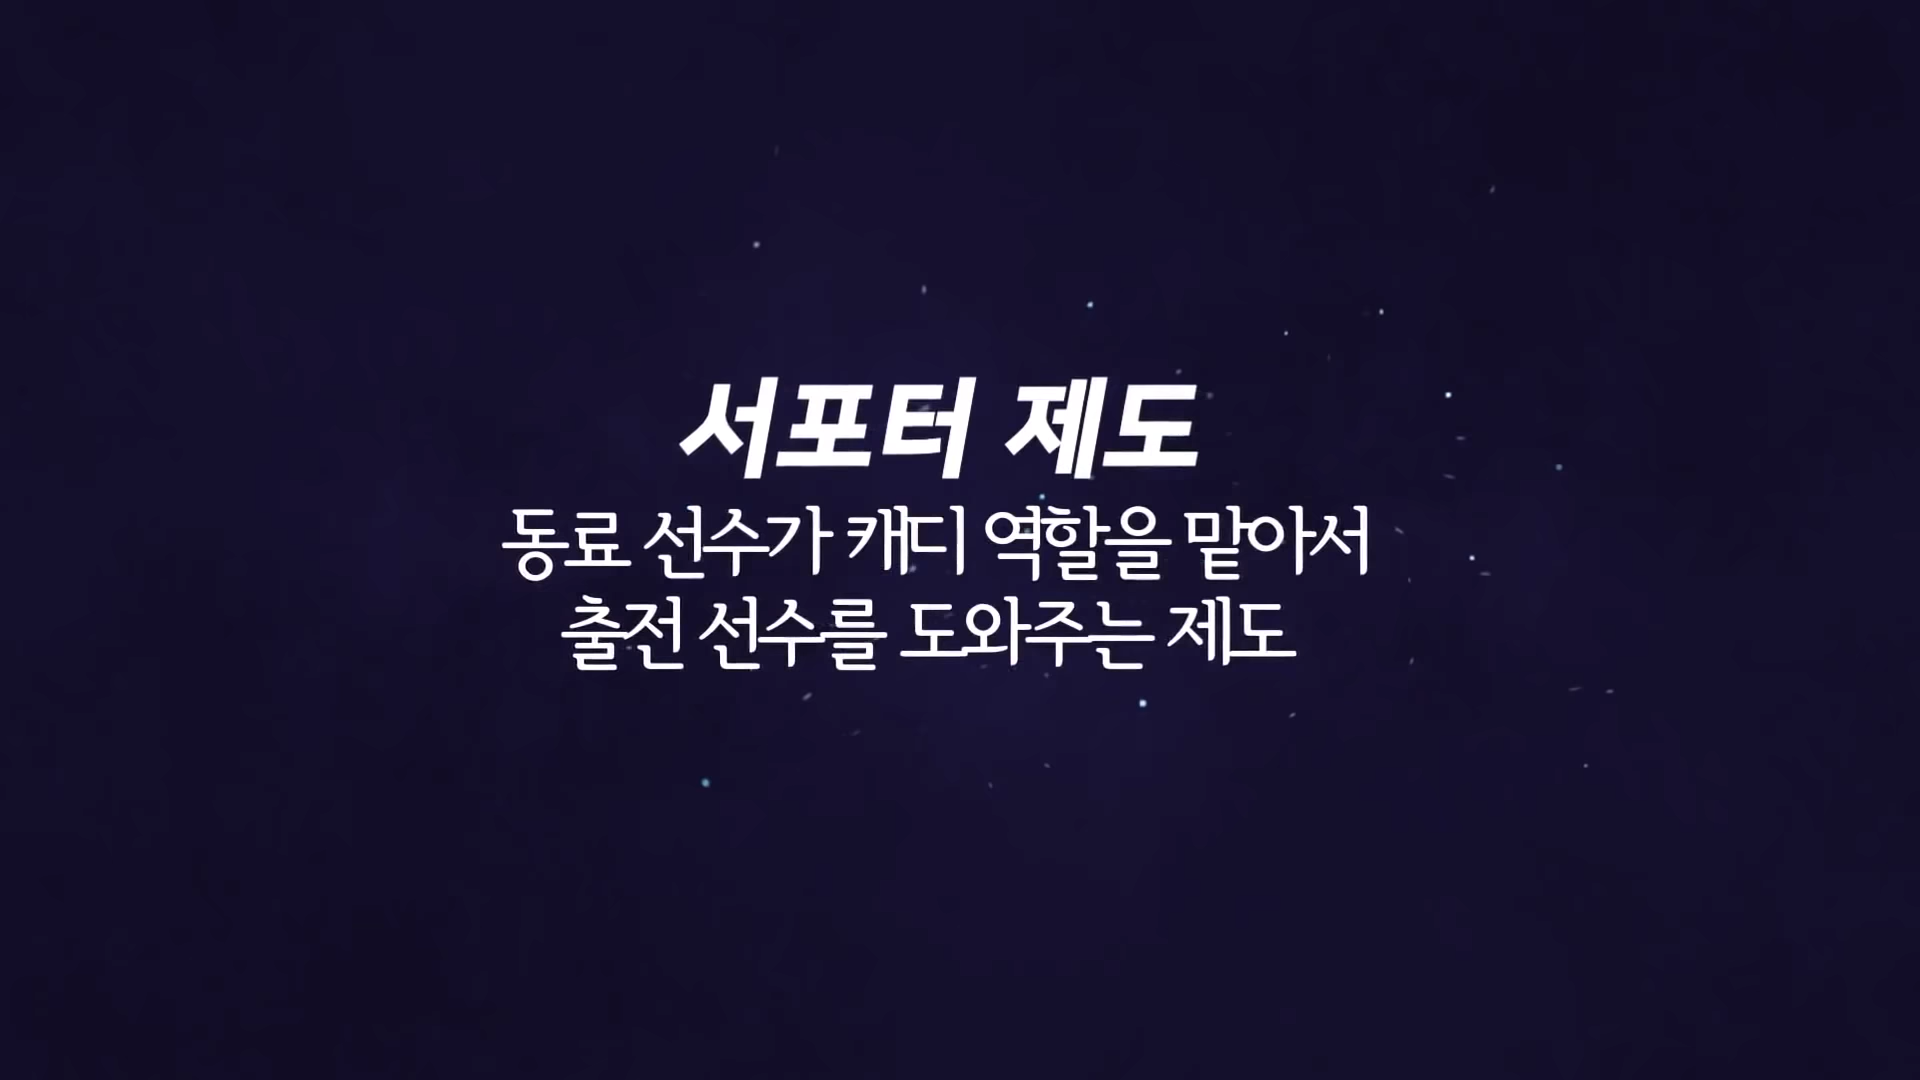 서포터 제도
동료 선수가 캐디 역할을 맡아서
출전 선수를 도와주는 제도